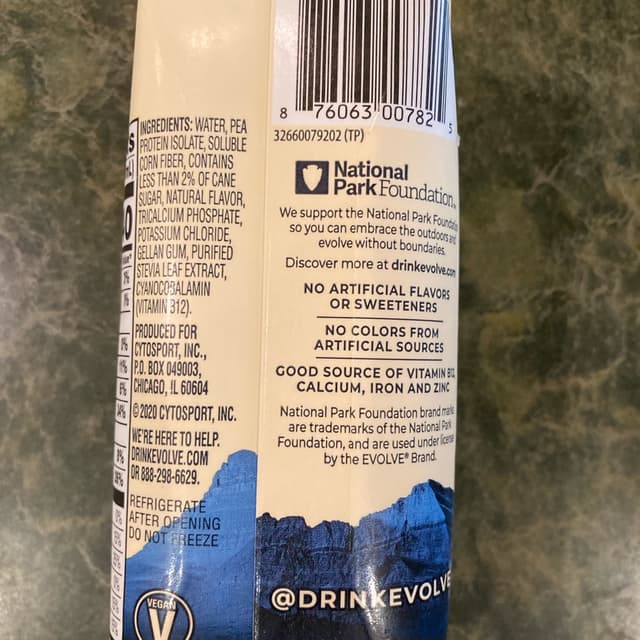 INGREDIENTS: WATER, PEA
PROTEIN ISOLATE, SOLUBLE
CORN FIBER, CONTAINS
LESS THAN 2% OF CANE
SUGAR, NATURAL FLAVOR,
TRICALCIUM PHOSPHATE,
POTASSIUM CHLORIDE,
GELLAN GUM, PURIFIED
STEVIA LEAF EXTRACT,
CYANOCOBALAMIN
(VITAMIN B12).
PRODUCED FOR
CYTOSPORT, INC.,
P.O. BOX 049003,
CHICAGO, IL 60604
© 2020 CYTOSPORT, INC.
WE'RE HERE TO HELP.
DRINKEVOLVE.COM
OR 888-298-6629.
REFRIGERATE
AFTER OPENING
DO NOT FREEZE
VEGAN
V
8 76063 00782 5
32660079202 (TP)
National
Park Foundation
We support the National Park Foundation
so you can embrace the outdoors and
evolve without boundaries.
Discover more at drinkevolve.com
NO ARTIFICIAL FLAVORS
OR SWEETENERS
NO COLORS FROM
ARTIFICIAL SOURCES
GOOD SOURCE OF VITAMIN B12,
CALCIUM, IRON AND ZINC
National Park Foundation brand marks
are trademarks of the National Park
Foundation, and are used under license
by the EVOLVE® Brand.
@DRINKEVOLVE